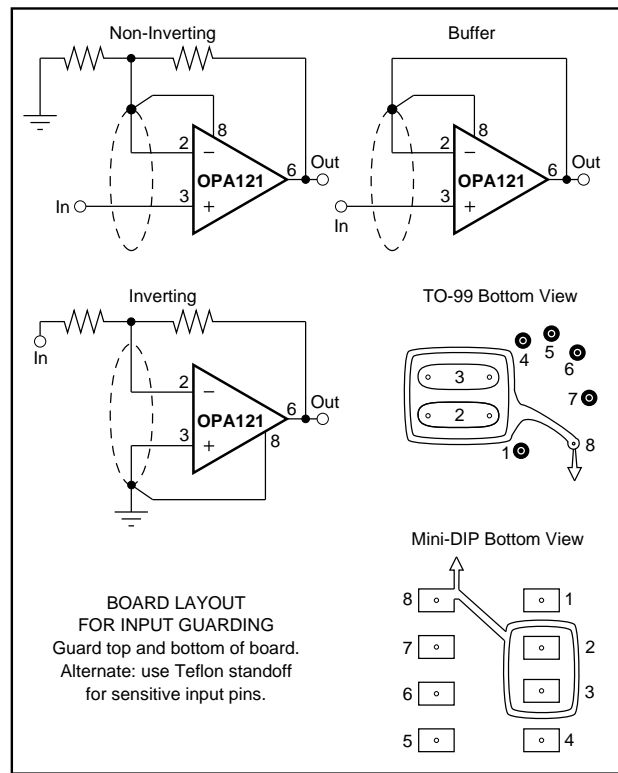 Non-Inverting
8
2
−
OPA121
6
Out
3
+
In
Buffer
8
2
−
OPA121
6
Out
3
+
In
Inverting
In
2
−
OPA121
6
Out
3
+
8
TO-99 Bottom View
4
5
6
7
8
1
3
2
BOARD LAYOUT
FOR INPUT GUARDING
Guard top and bottom of board.
Alternate: use Teflon standoff
for sensitive input pins.
Mini-DIP Bottom View
8
1
7
2
6
3
5
4